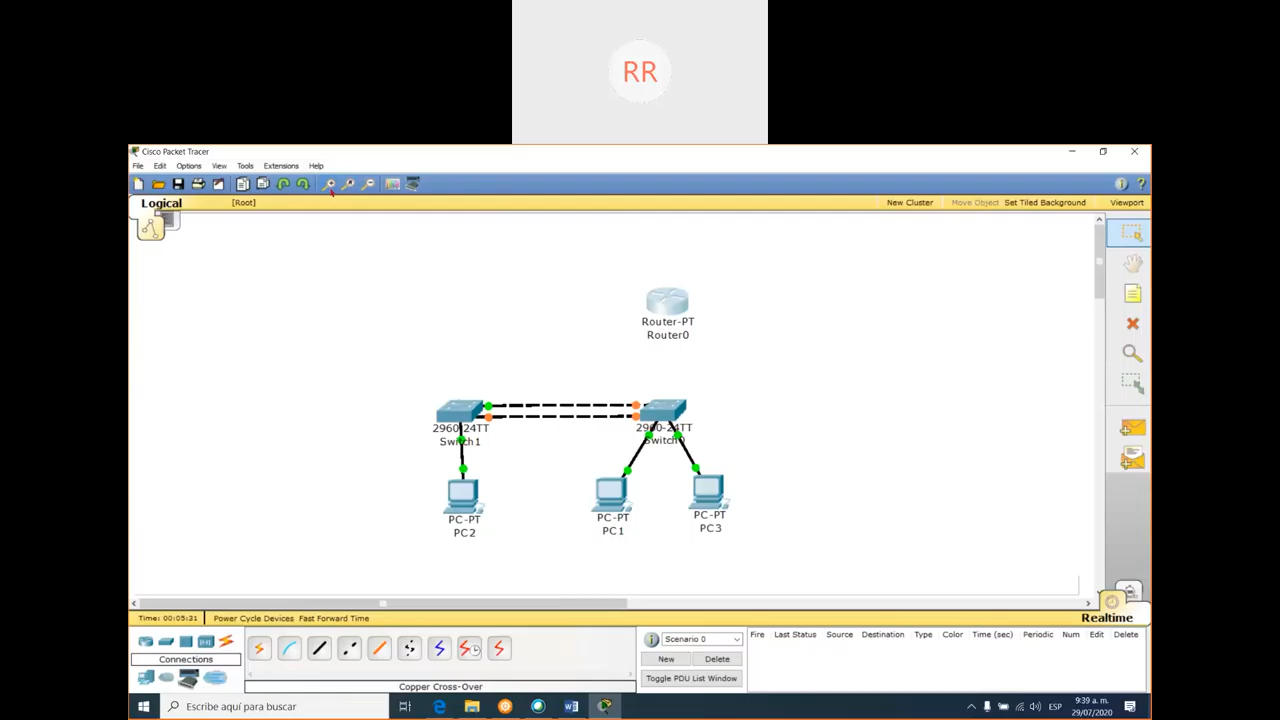 RR
Cisco Packet Tracer
File Edit Options View Tools Extensions Help
Logical [Root] New Cluster Move Object Set Tiled Background Viewport
Router-PT
Router0
2960-24TT
Switch1
2960-24TT
Switch0
PC-PT
PC2
PC-PT
PC1
PC-PT
PC3
Time: 00:05:31 Power Cycle Devices Fast Forward Time Realtime
Scenario 0
Fire Last Status Source Destination Type Color Time (sec) Periodic Num Edit Delete
Connections
New Delete
Toggle PDU List Window
Copper Cross-Over
Escribe aquí para buscar
ESP
9:39 a. m.
29/07/2020